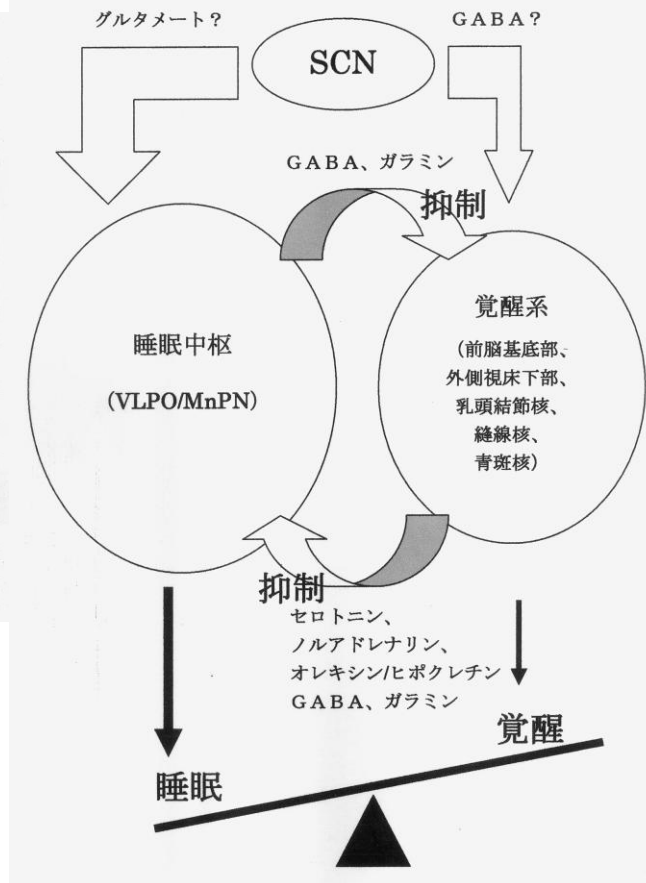 グルタメート？
GABA？
SCN
GABA、ガラミン
抑制
睡眠中枢
(VLPO/MnPN)
覚醒系
(前脳基底部、
外側視床下部、
乳頭結節核、
縫線核、
青斑核)
抑制
セロトニン、
ノルアドレナリン、
オレキシン/ヒポクレチン
GABA、ガラミン
覚醒
睡眠